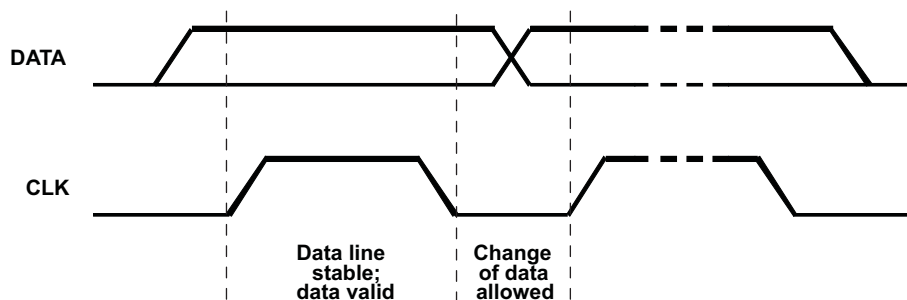 DATA
CLK
Data line
stable;
data valid
Change
of data
allowed